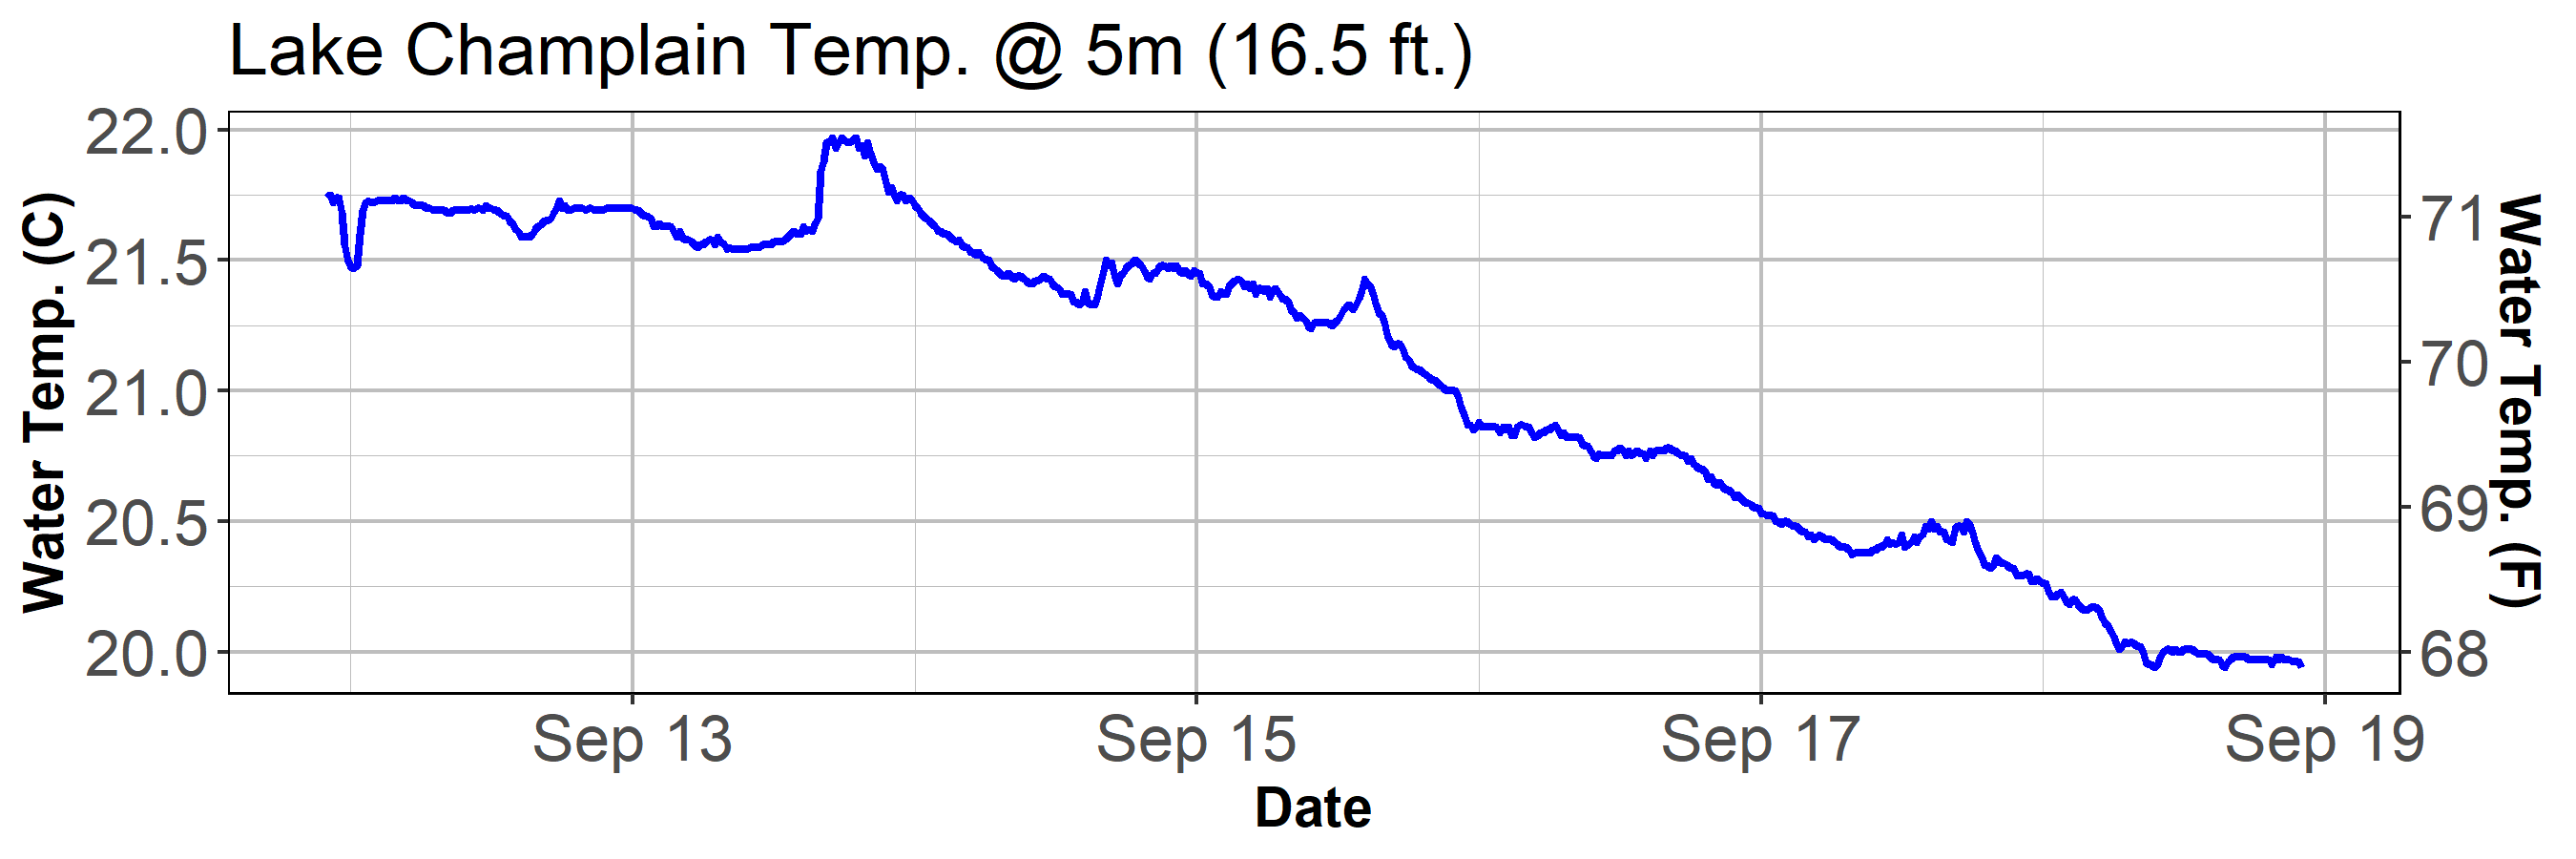 Lake Champlain Temp. @ 5m (16.5 ft.)
Water Temp. (C)
22.0
21.5
21.0
20.5
20.0
71
70
69
68
Water Temp. (F)
Sep 13 Sep 15 Sep 17 Sep 19
Date